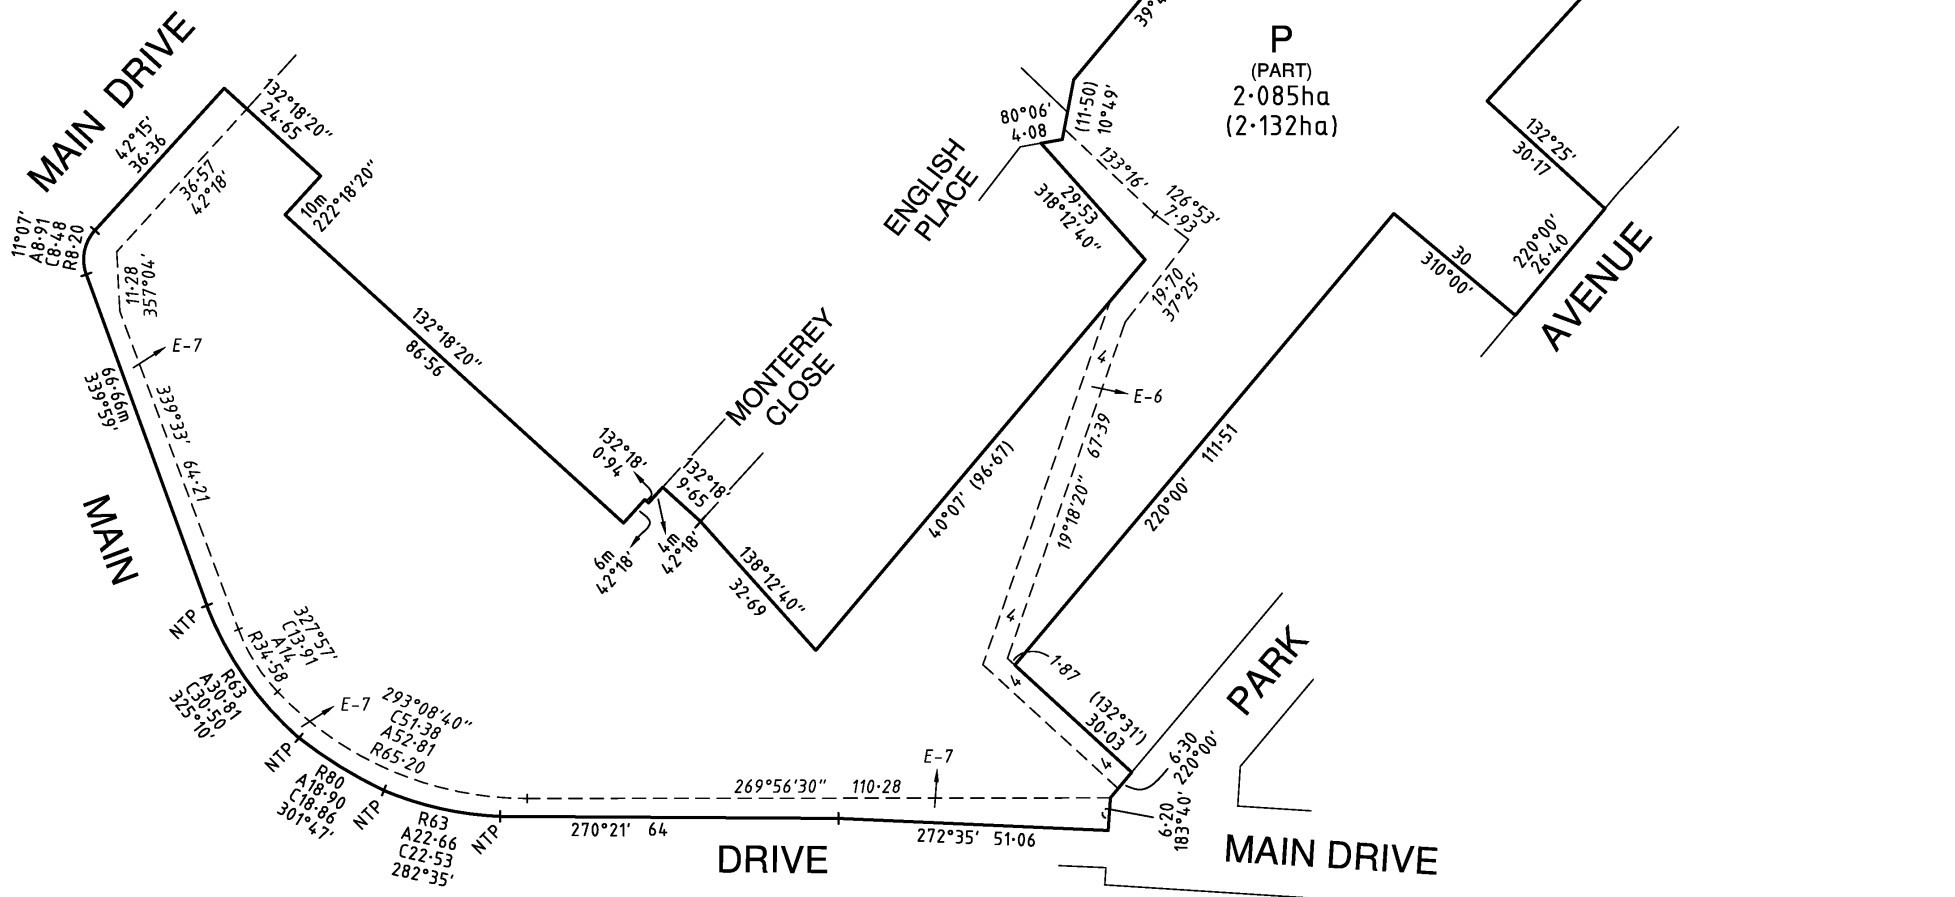 MAIN DRIVE
42°15'
36·36
132°18'20"
24·65
36·57
42°18'
10m
222°18'20"
11°07'
A8·91
C8·48
R8·20
11·28
357°04'
E-7
66·66m
339°59'
339°33' 64·21
MAIN
132°18'20"
86·56
MONTEREY
CLOSE
132°18'
0·94
132°18'
9·65
6m
42°18'
4m
42°18'
138°12'40"
32·69
ENGLISH
PLACE
80°06'
4·08
(11·50)
10°49'
P
(PART)
2·085ha
(2·132ha)
133°16'
126°53'
7·93
29·53
318°12'40"
19·70
37°25'
4
E-6
40°07' (96·67)
19°18'20" 67·39
220°00' 111·51
132°25'
30·17
220°00'
26·40
30
310°00'
AVENUE
4
4
1·87
(132°31')
30·03
4
PARK
6·30
220°00'
6·20
183°40'
NTP
R63
A30·81
C30·50
325°10'
327°57'
C13·91
A14
R34·58
NTP
E-7
293°08'40"
C51·38
A52·81
R65·20
R80
A18·90
C18·86
301°47'
NTP
R63
A22·66
C22·53
282°35'
NTP
269°56'30" 110·28
E-7
270°21' 64
272°35' 51·06
DRIVE
MAIN DRIVE